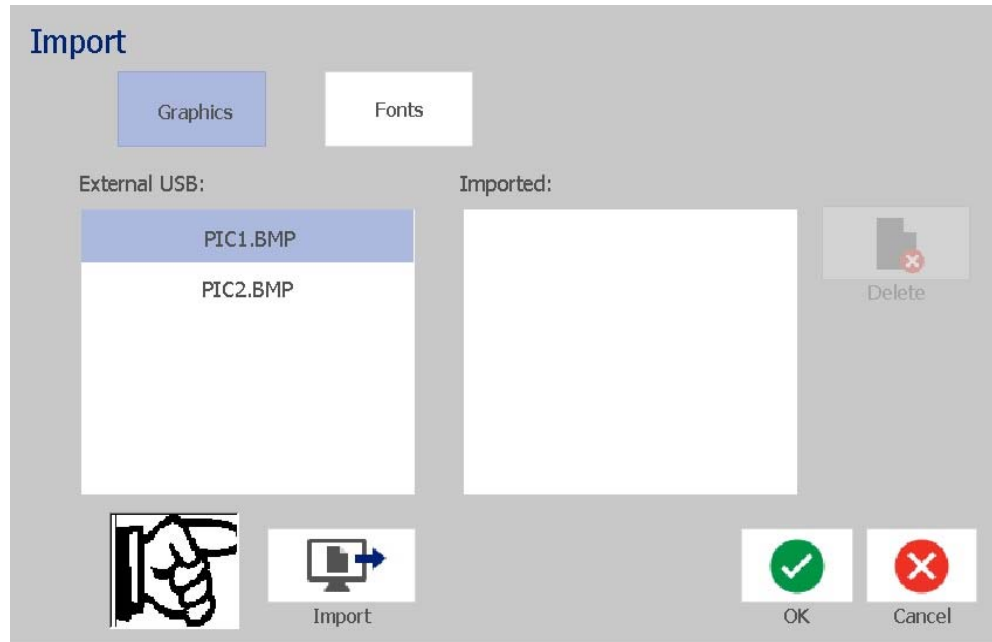 Import
Graphics
Fonts
External USB:
Imported:
PIC1.BMP
PIC2.BMP
Delete
Import
OK
Cancel